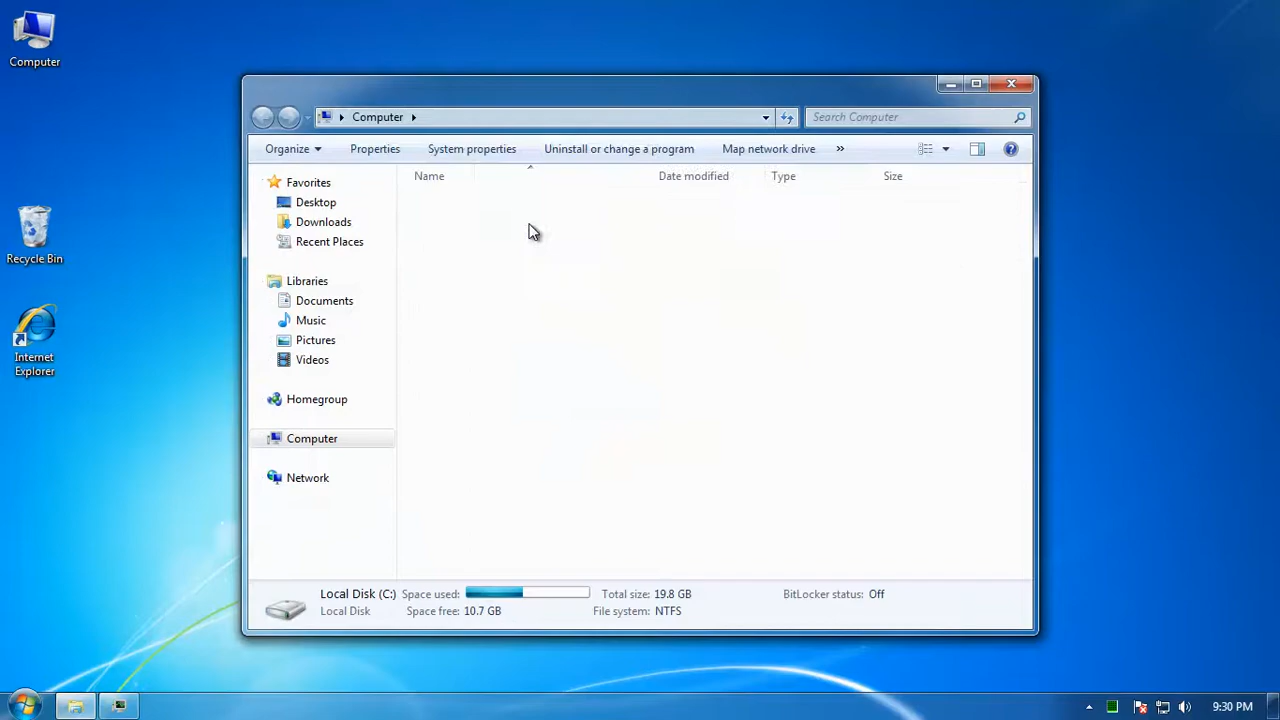 Computer
Recycle Bin
Internet
Explorer
Computer
Search Computer
Organize
Properties
System properties
Uninstall or change a program
Map network drive
»
Name
Date modified
Type
Size
Favorites
Desktop
Downloads
Recent Places
Libraries
Documents
Music
Pictures
Videos
Homegroup
Computer
Network
Local Disk (C:) Space used: Total size: 19.8 GB BitLocker status: Off
Local Disk Space free: 10.7 GB File system: NTFS
9:30 PM